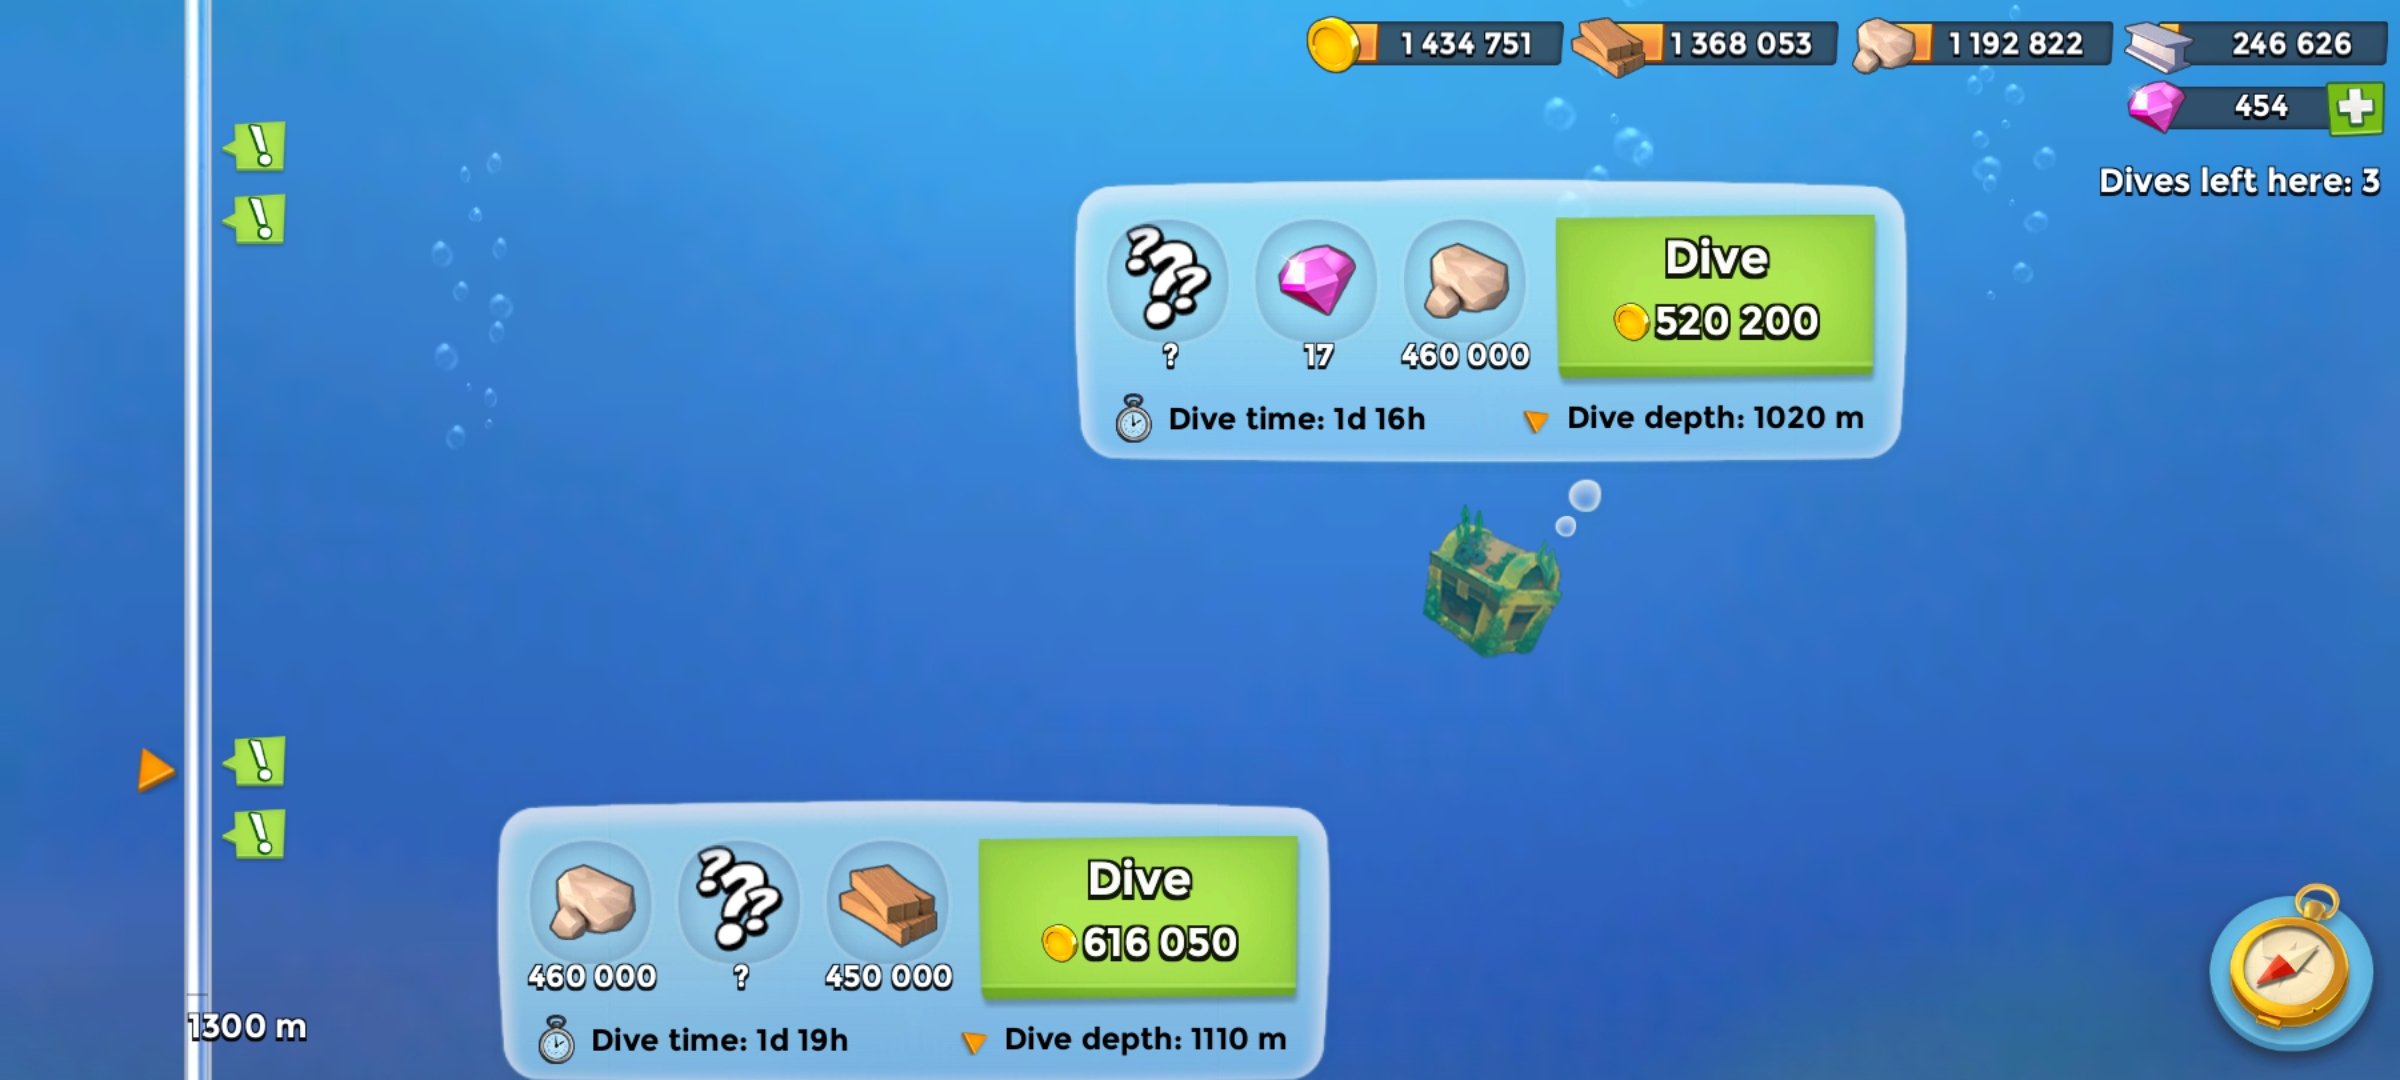 1 434 751
1 368 053
1 192 822
246 626
454
Dives left here: 3
!
!
???
?
17
460 000
Dive
520 200
Dive time: 1d 16h
Dive depth: 1020 m
!
!
460 000
???
?
450 000
Dive
616 050
Dive time: 1d 19h
Dive depth: 1110 m
1300 m